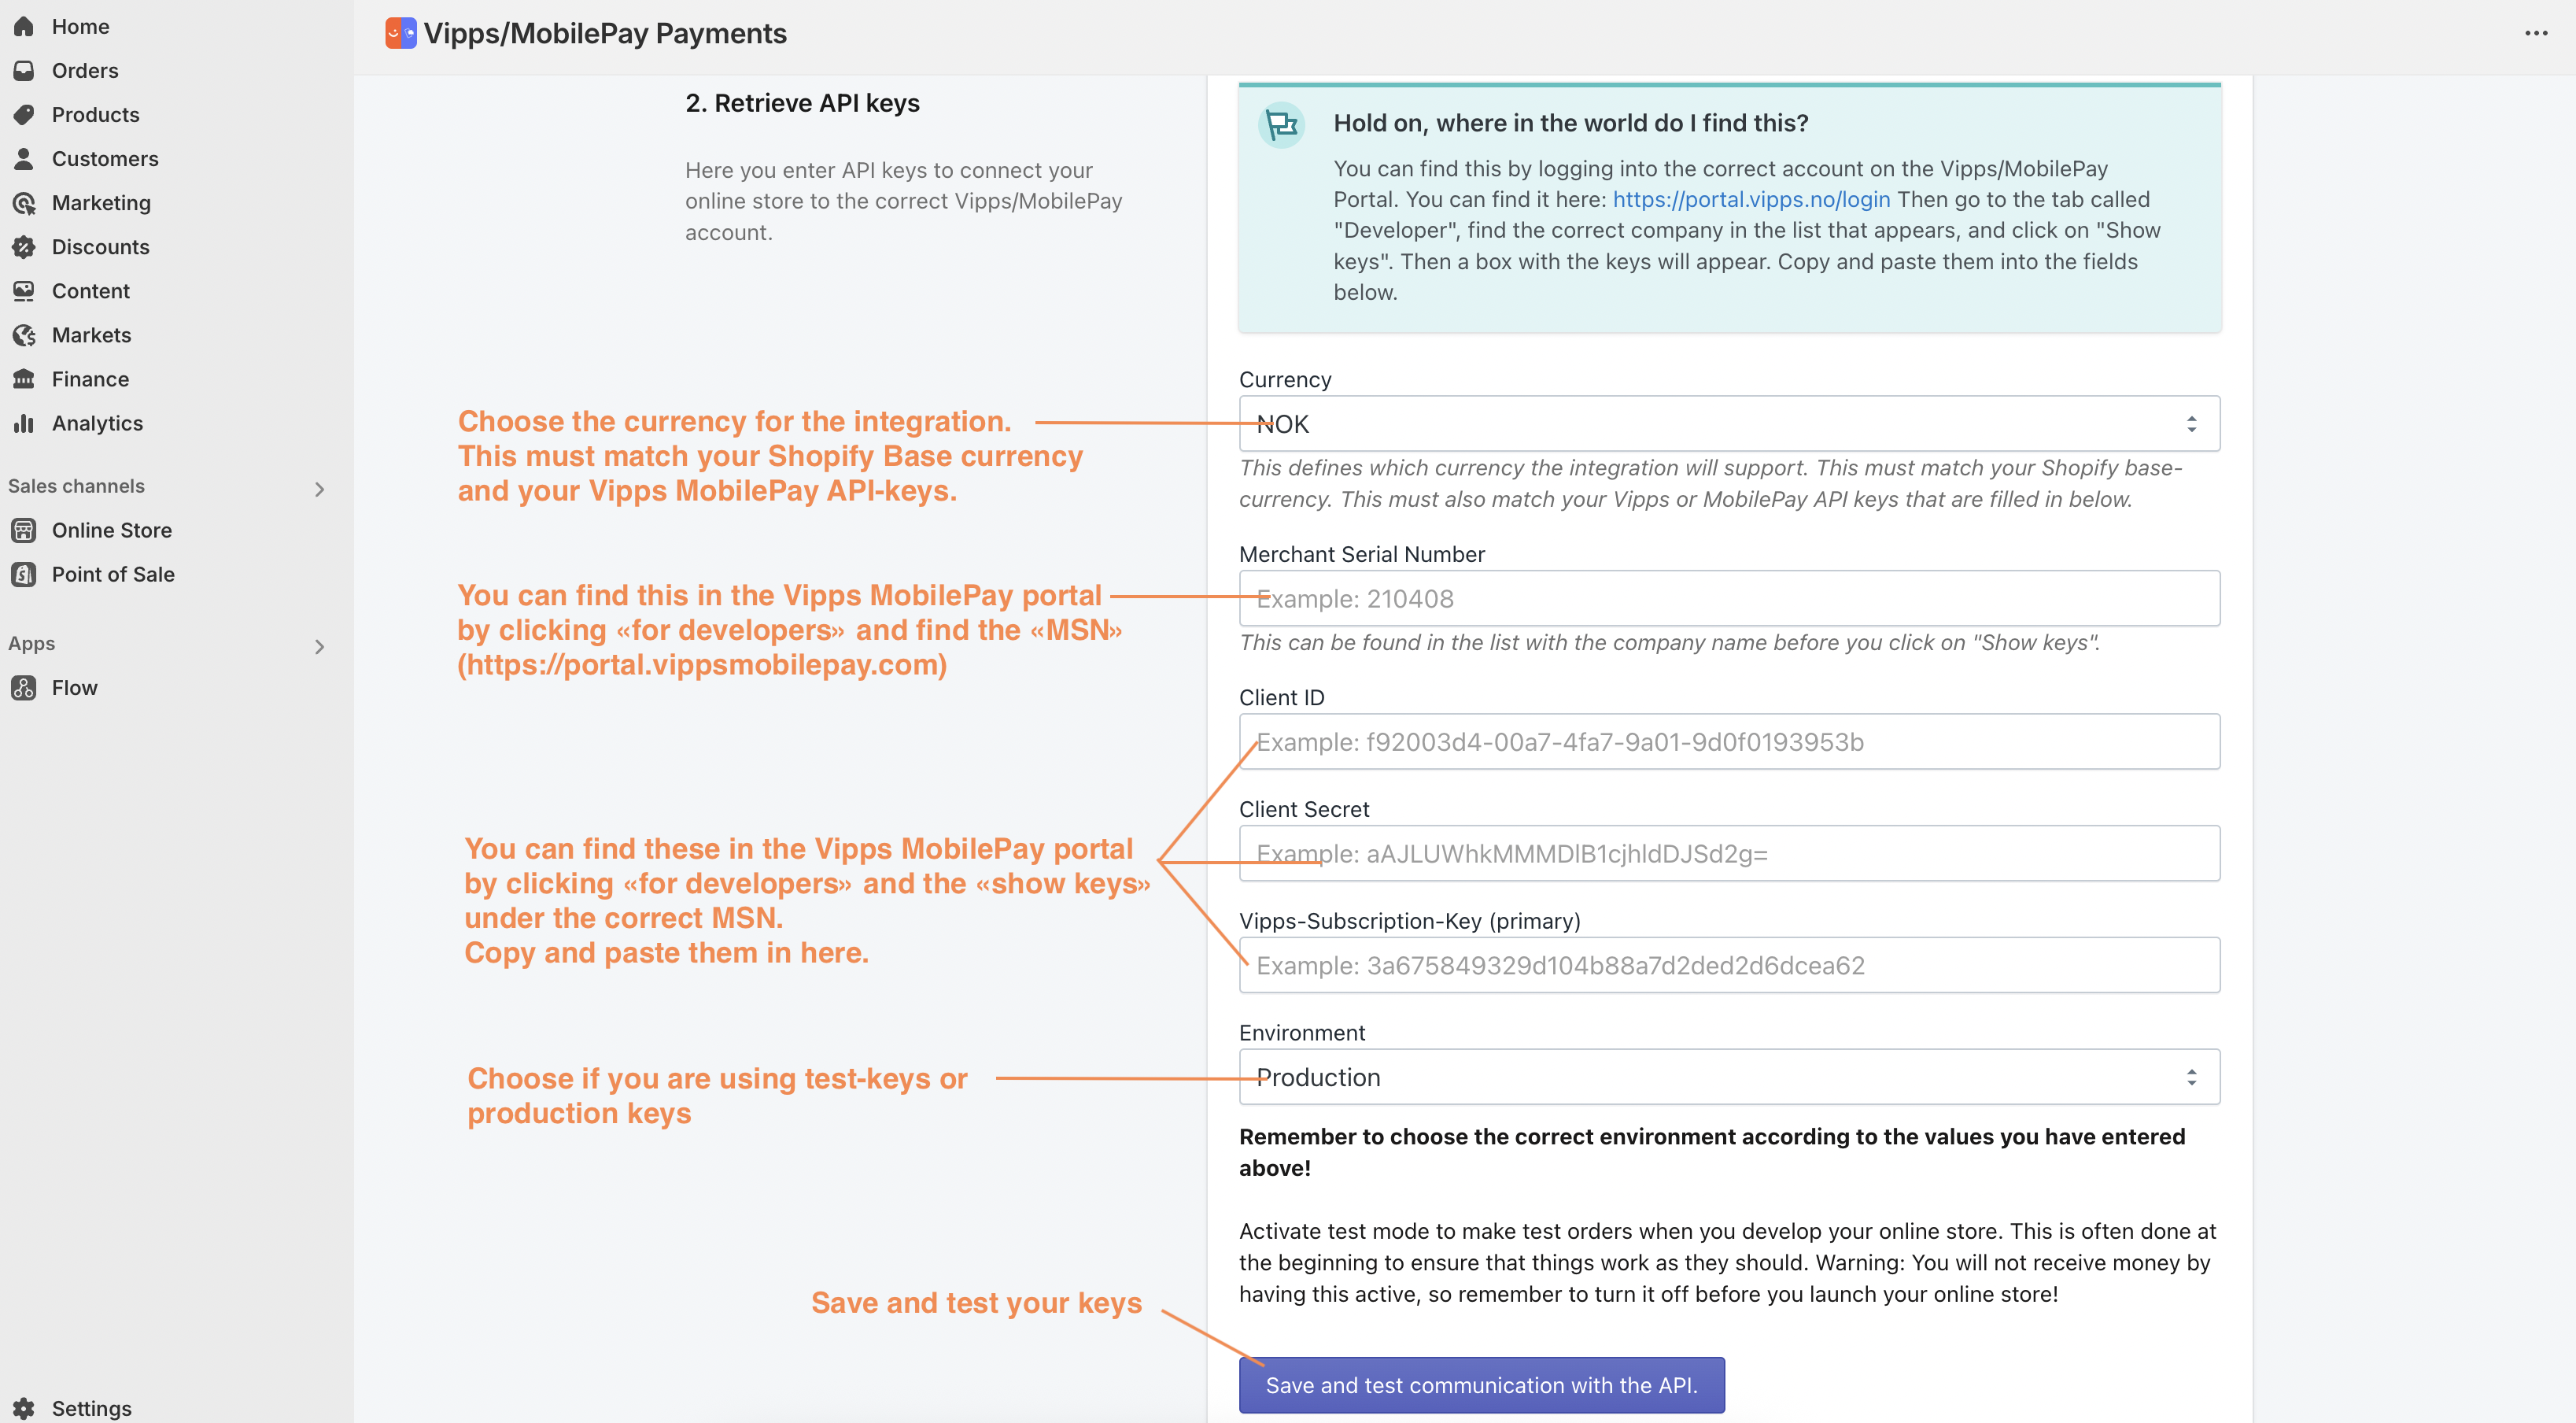 Home
Orders
Products
Customers
Marketing
Discounts
Content
Markets
Finance
Analytics
Sales channels
Online Store
Point of Sale
Apps
Flow
Settings
Vipps/MobilePay Payments
2. Retrieve API keys
Here you enter API keys to connect your
online store to the correct Vipps/MobilePay
account.
Hold on, where in the world do I find this?
You can find this by logging into the correct account on the Vipps/MobilePay
Portal. You can find it here: https://portal.vipps.no/login Then go to the tab called
"Developer", find the correct company in the list that appears, and click on "Show
keys". Then a box with the keys will appear. Copy and paste them into the fields
below.
Choose the currency for the integration.
This must match your Shopify Base currency
and your Vipps MobilePay API-keys.
Currency
NOK
This defines which currency the integration will support. This must match your Shopify base-
currency. This must also match your Vipps or MobilePay API keys that are filled in below.
You can find this in the Vipps MobilePay portal
by clicking «for developers» and find the «MSN»
(https://portal.vippsmobilepay.com)
Merchant Serial Number
Example: 210408
This can be found in the list with the company name before you click on "Show keys".
You can find these in the Vipps MobilePay portal
by clicking «for developers» and the «show keys»
under the correct MSN.
Copy and paste them in here.
Client ID
Example: f92003d4-00a7-4fa7-9a01-9d0f0193953b
Client Secret
Example: aAJLUWhkMMMDlB1cjhldDJSd2g=
Vipps-Subscription-Key (primary)
Example: 3a675849329d104b88a7d2ded2d6dcea62
Choose if you are using test-keys or
production keys
Environment
Production
Remember to choose the correct environment according to the values you have entered
above!
Activate test mode to make test orders when you develop your online store. This is often done at
the beginning to ensure that things work as they should. Warning: You will not receive money by
having this active, so remember to turn it off before you launch your online store!
Save and test your keys
Save and test communication with the API.